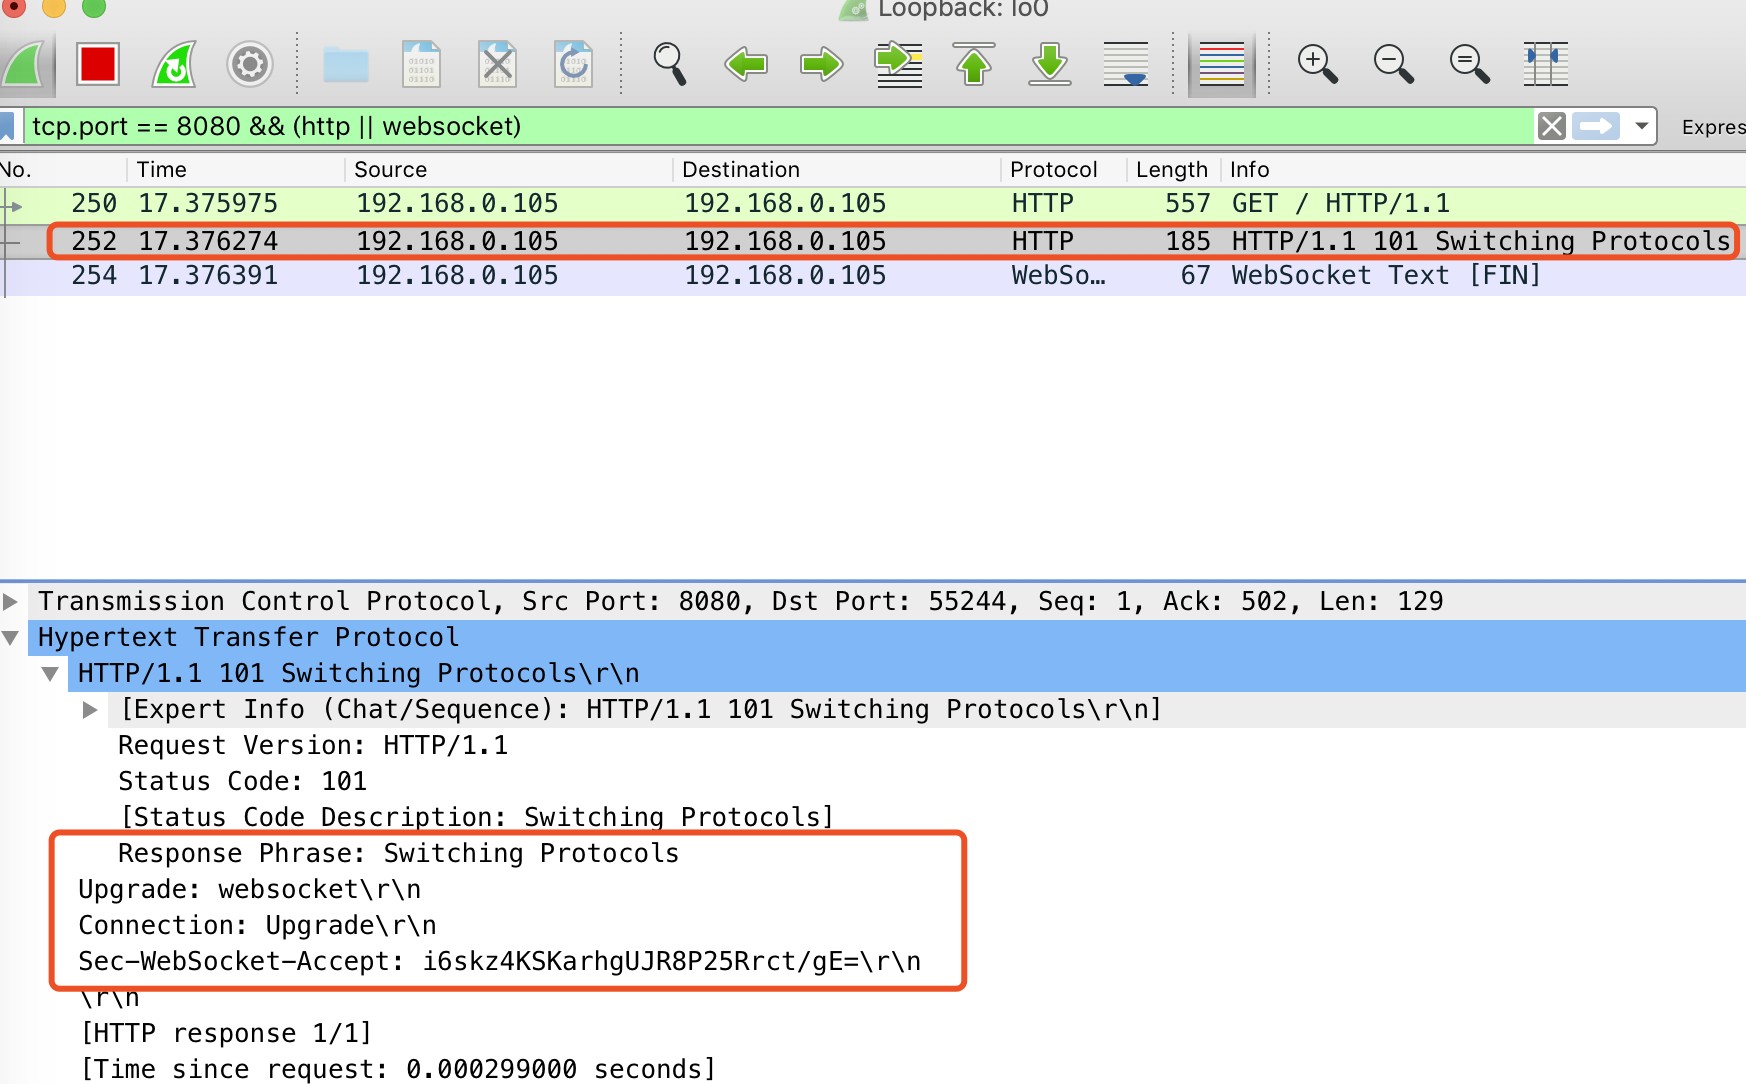 Loopback: lo0
tcp.port == 8080 && (http || websocket)
Expres
No. Time Source Destination Protocol Length Info
250 17.375975 192.168.0.105 192.168.0.105 HTTP 557 GET / HTTP/1.1
252 17.376274 192.168.0.105 192.168.0.105 HTTP 185 HTTP/1.1 101 Switching Protocols
254 17.376391 192.168.0.105 192.168.0.105 WebSo… 67 WebSocket Text [FIN]
Transmission Control Protocol, Src Port: 8080, Dst Port: 55244, Seq: 1, Ack: 502, Len: 129
Hypertext Transfer Protocol
HTTP/1.1 101 Switching Protocols\r\n
[Expert Info (Chat/Sequence): HTTP/1.1 101 Switching Protocols\r\n]
Request Version: HTTP/1.1
Status Code: 101
[Status Code Description: Switching Protocols]
Response Phrase: Switching Protocols
Upgrade: websocket\r\n
Connection: Upgrade\r\n
Sec-WebSocket-Accept: i6skz4KSKarhgUJR8P25Rrct/gE=\r\n
\r\n
[HTTP response 1/1]
[Time since request: 0.000299000 seconds]